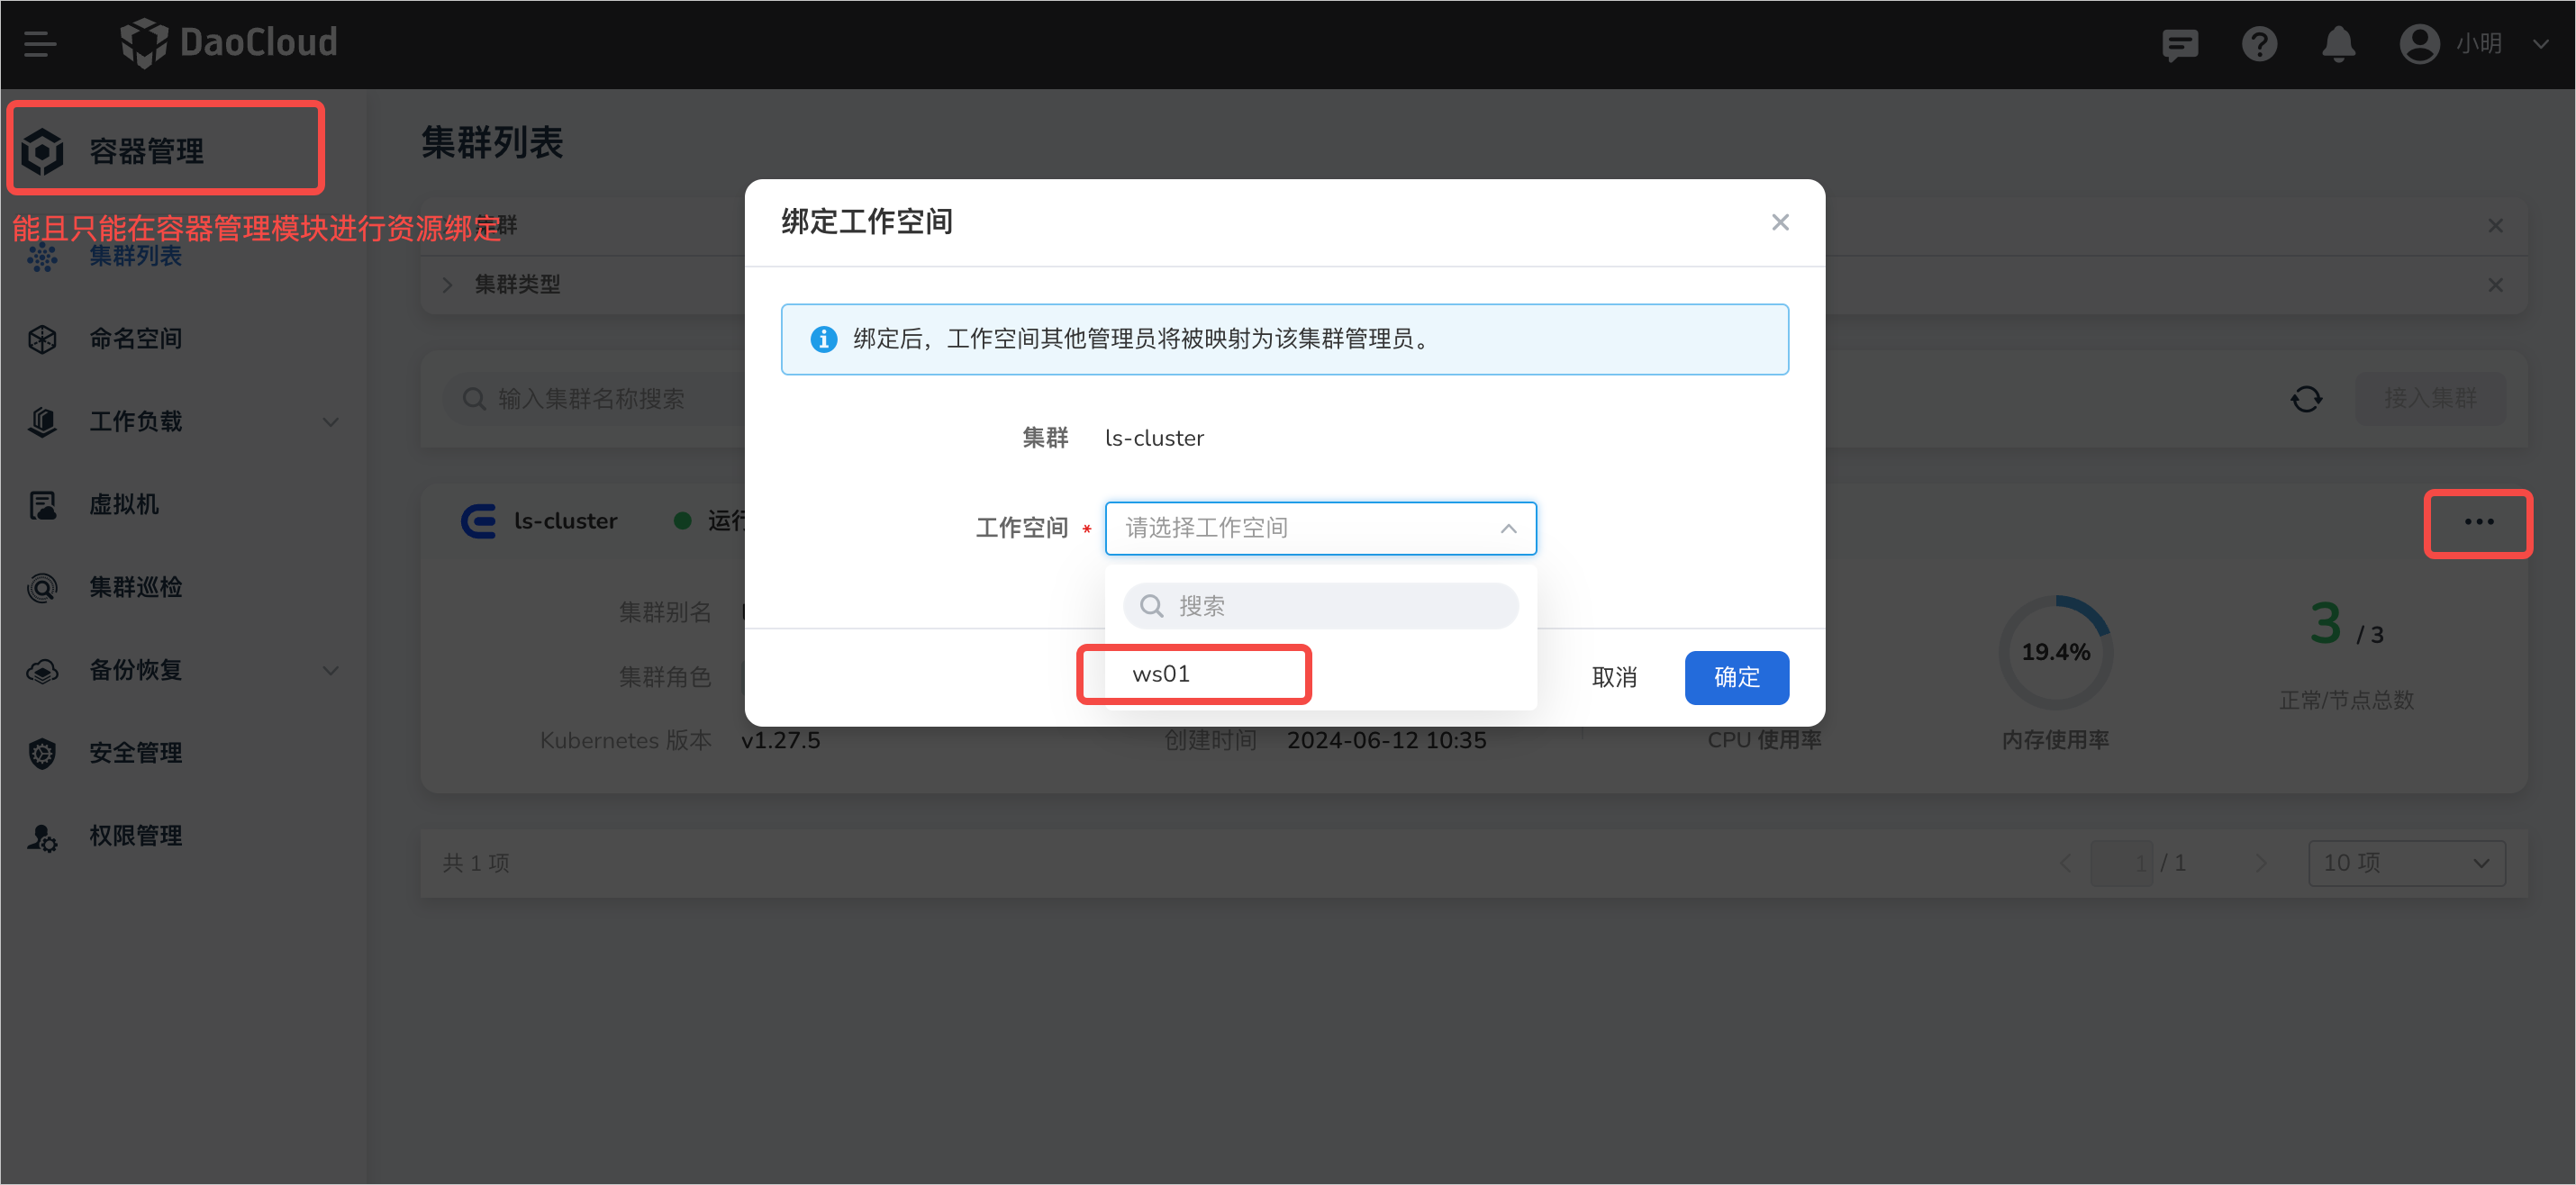 DaoCloud
小明
容器管理
能且只能在容器管理模块进行资源绑定
集群列表
命名空间
工作负载
虚拟机
集群巡检
备份恢复
安全管理
权限管理
集群列表
集群类型
输入集群名称搜索
接入集群
ls-cluster
集群别名
集群角色
Kubernetes 版本 v1.27.5
创建时间 2024-06-12 10:35
CPU 使用率
19.4%
内存使用率
3 / 3
正常/节点总数
共 1 项
1 / 1
10 项
绑定工作空间
绑定后，工作空间其他管理员将被映射为该集群管理员。
集群 ls-cluster
工作空间 * 请选择工作空间
搜索
ws01
取消
确定